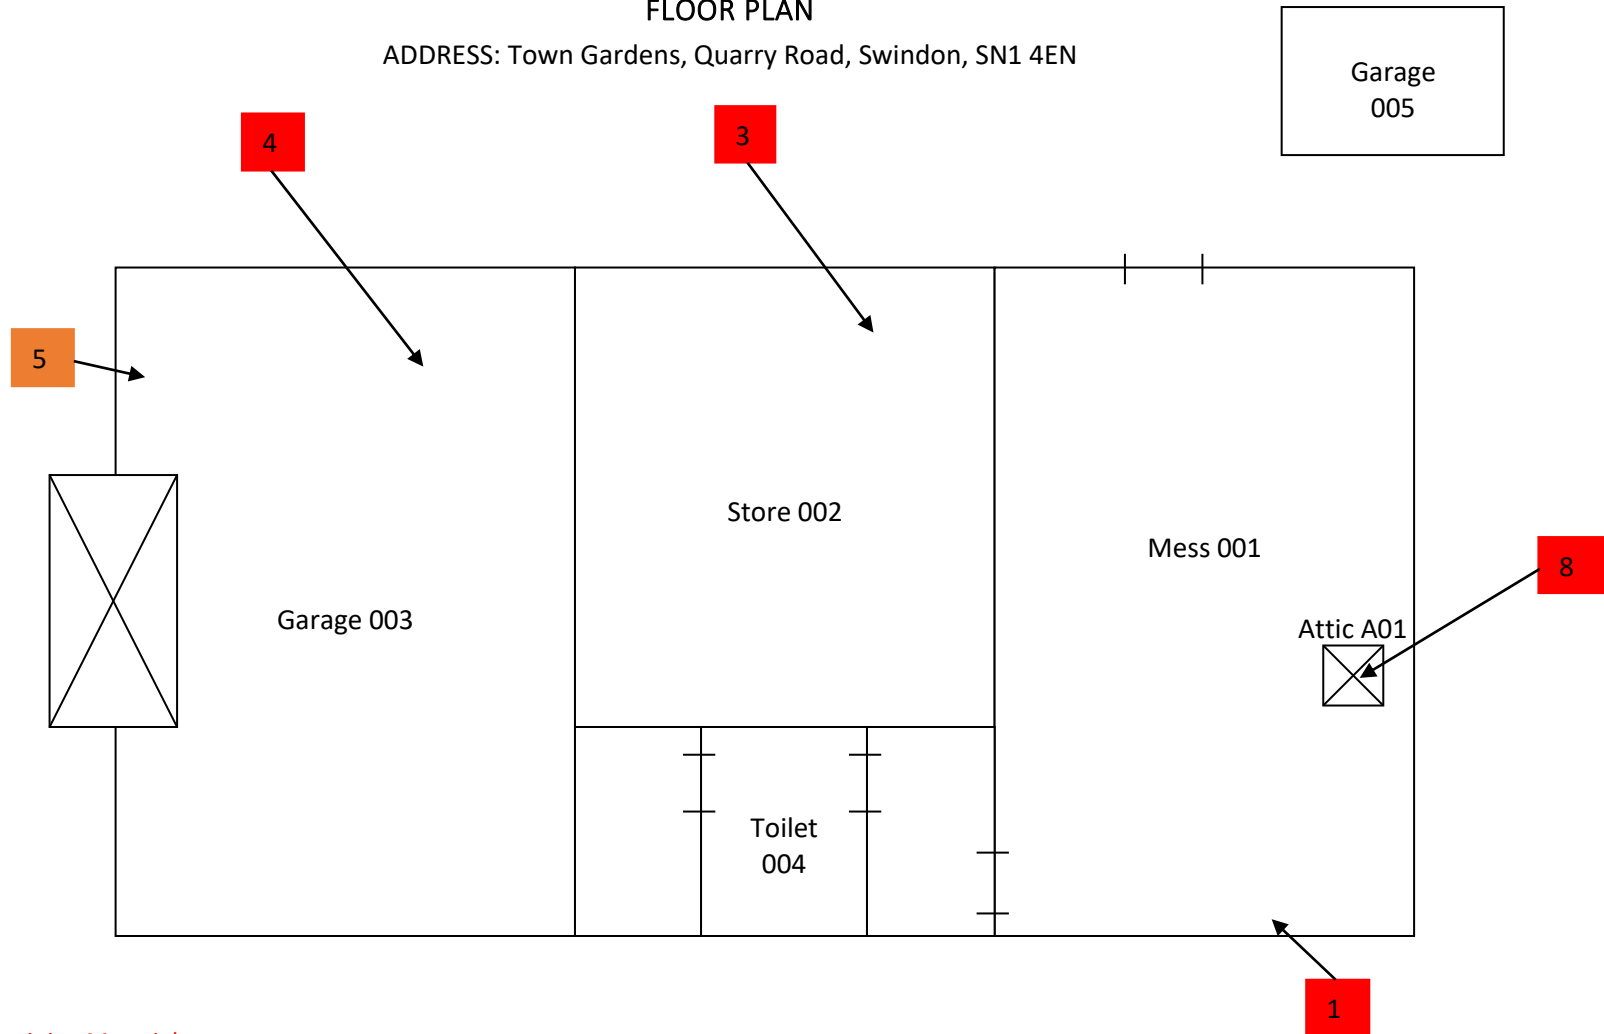 FLOOR PLAN
ADDRESS: Town Gardens, Quarry Road, Swindon, SN1 4EN
Garage
005
4
3
5
Store 002
Mess 001
8
Garage 003
Attic A01
Toilet
004
1